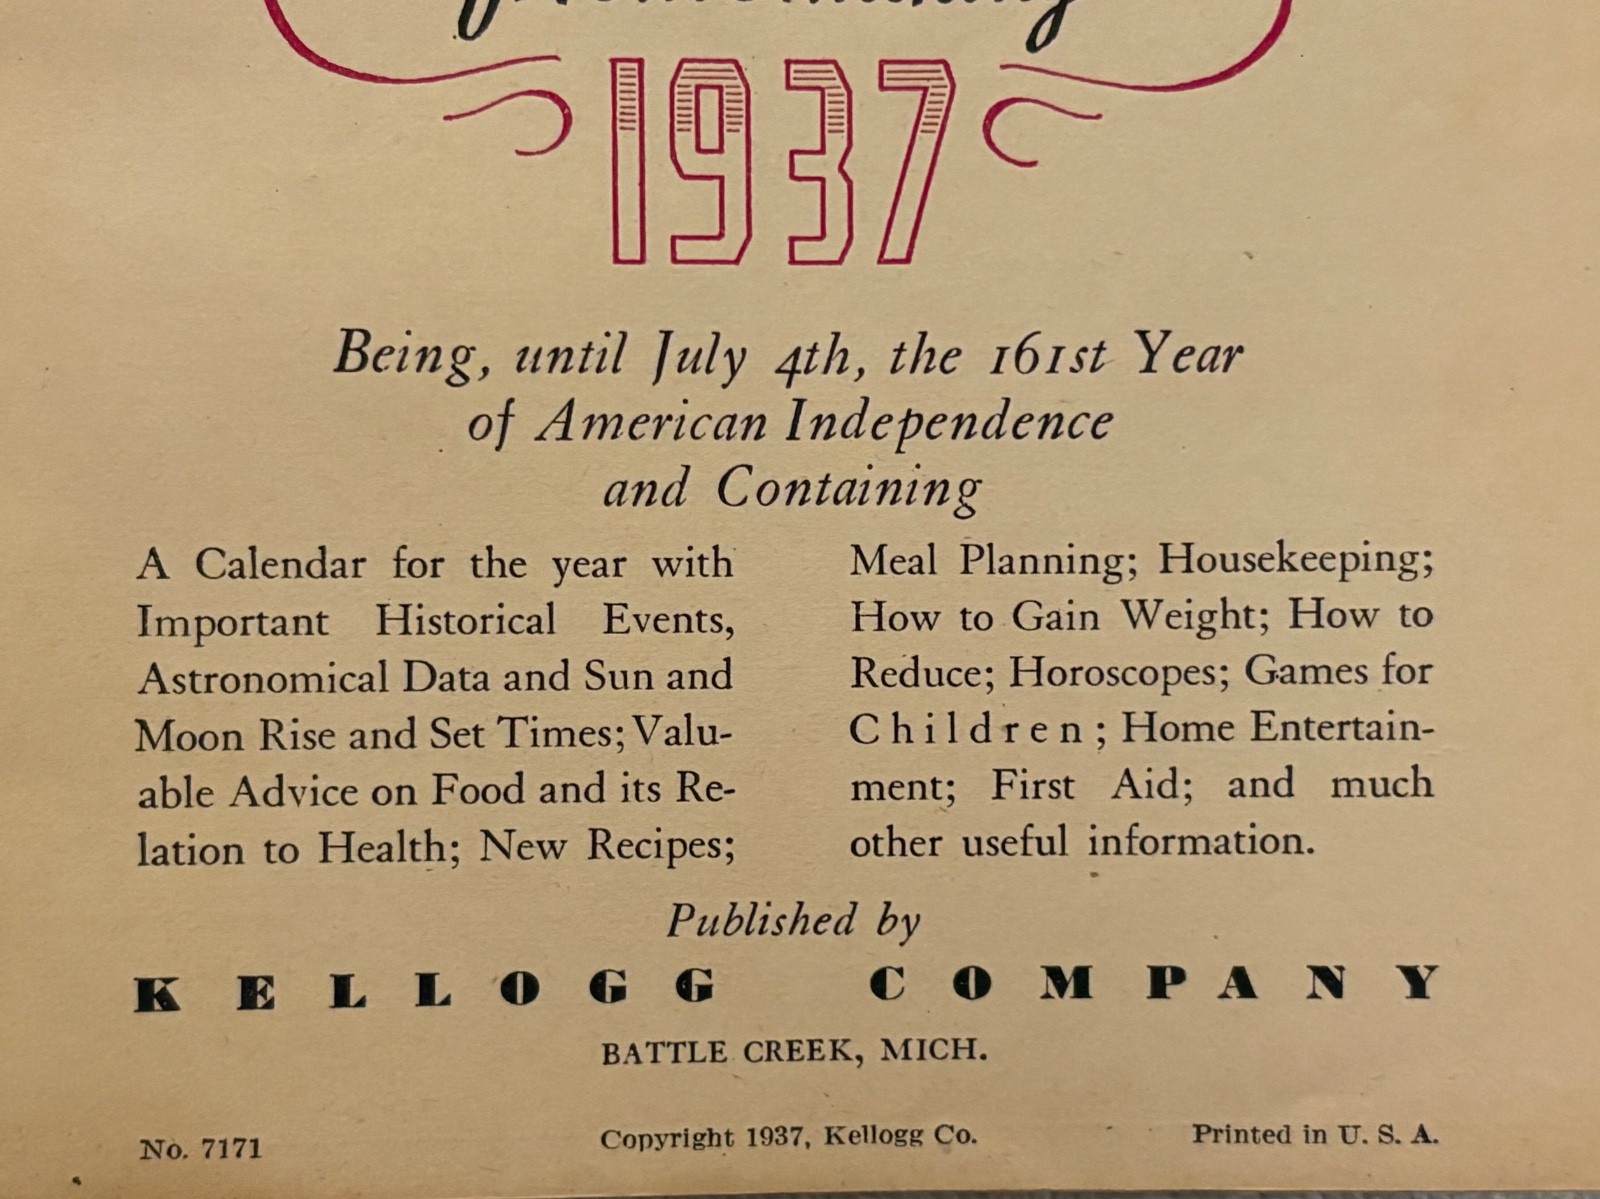 1937
Being, until July 4th, the 161st Year
of American Independence
and Containing
A Calendar for the year with
Important Historical Events,
Astronomical Data and Sun and
Moon Rise and Set Times; Valu-
able Advice on Food and its Re-
lation to Health; New Recipes;
Meal Planning; Housekeeping;
How to Gain Weight; How to
Reduce; Horoscopes; Games for
Children; Home Entertain-
ment; First Aid; and much
other useful information.
Published by
KELLOGG COMPANY
BATTLE CREEK, MICH.
No. 7171
Copyright 1937, Kellogg Co.
Printed in U. S. A.